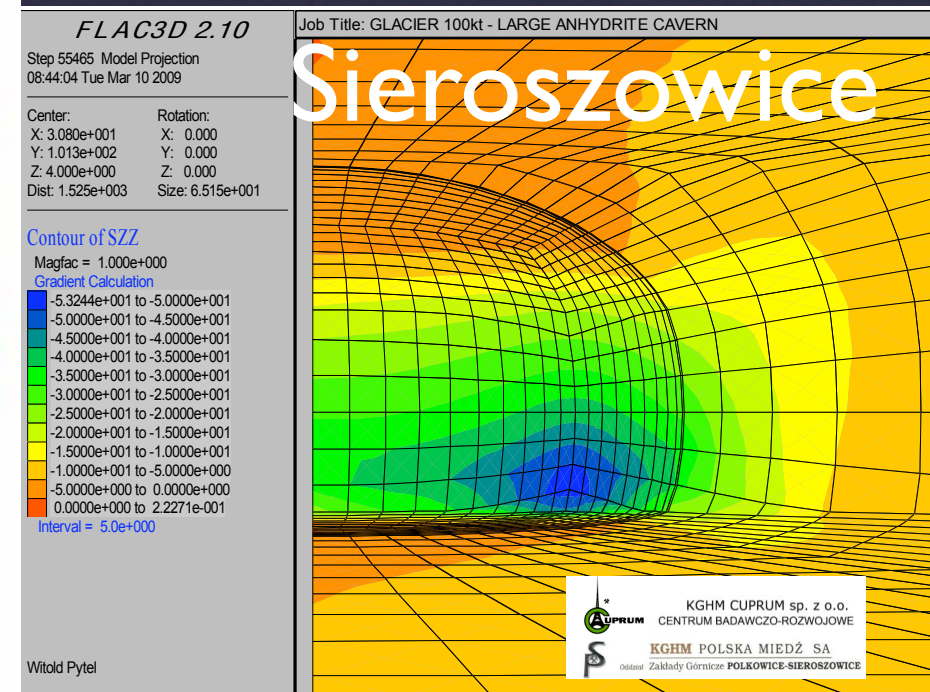 FLAC3D 2.10
Job Title: GLACIER 100kt - LARGE ANHYDRITE CAVERN
Sieroszowice
Step 55465 Model Projection
08:44:04 Tue Mar 10 2009
Center:
X: 3.080e+001
Y: 1.013e+002
Z: 4.000e+000
Dist: 1.525e+003
Rotation:
X: 0.000
Y: 0.000
Z: 0.000
Size: 6.515e+001
Contour of SZZ
Magfac = 1.000e+000
Gradient Calculation
-5.3244e+001 to -5.0000e+001
-5.0000e+001 to -4.5000e+001
-4.5000e+001 to -4.0000e+001
-4.0000e+001 to -3.5000e+001
-3.5000e+001 to -3.0000e+001
-3.0000e+001 to -2.5000e+001
-2.5000e+001 to -2.0000e+001
-2.0000e+001 to -1.5000e+001
-1.5000e+001 to -1.0000e+001
-1.0000e+001 to -5.0000e+000
-5.0000e+000 to 0.0000e+000
0.0000e+000 to 2.2271e-001
Interval = 5.0e+000
Witold Pytel
CUPRUM
KGHM CUPRUM sp. z o.o.
CENTRUM BADAWCZO-ROZWOJOWE
KGHM POLSKA MIEDŹ SA
Oddział Zakłady Górnicze POLKOWICE-SIEROSZOWICE